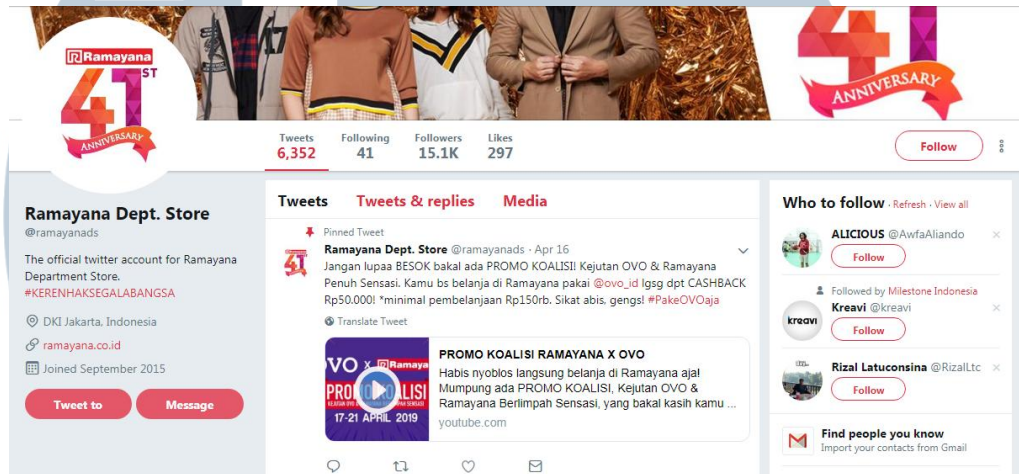 Ramayana
41ST
ANNIVERSARY
41
ANNIVERSARY
Tweets
6,352
Following
41
Followers
15.1K
Likes
297
Follow
Ramayana Dept. Store
@ramayanads
The official twitter account for Ramayana
Department Store.
#KERENHAKSEGALABANGSA
DKI Jakarta, Indonesia
ramayana.co.id
Joined September 2015
Tweet to
Message
Tweets Tweets & replies Media
Pinned Tweet
Ramayana Dept. Store @ramayanads · Apr 16
Jangan lupaa BESOK bakal ada PROMO KOALISI! Kejutan OVO & Ramayana
Penuh Sensasi. Kamu bs belanja di Ramayana pakai @ovo_id lgsg dpt CASHBACK
Rp50.000! *minimal pembelanjaan Rp150rb. Sikat abis, gengs! #PakeOVOaja
Translate Tweet
VO x Ramaya
PROMO KOALISI
17-21 APRIL 2019
PROMO KOALISI RAMAYANA X OVO
Habis nyoblos langsung belanja di Ramayana aja!
Mumpung ada PROMO KOALISI, Kejutan OVO &
Ramayana Berlimpah Sensasi, yang bakal kasih kamu ...
youtube.com
Who to follow · Refresh · View all
ALICIOUS @AwfaAliando
Follow
Followed by Milestone Indonesia
Kreavi @kreavi
kreavi
Follow
Rizal Latuconsina @RizalLtc
Follow
Find people you know
Import your contacts from Gmail